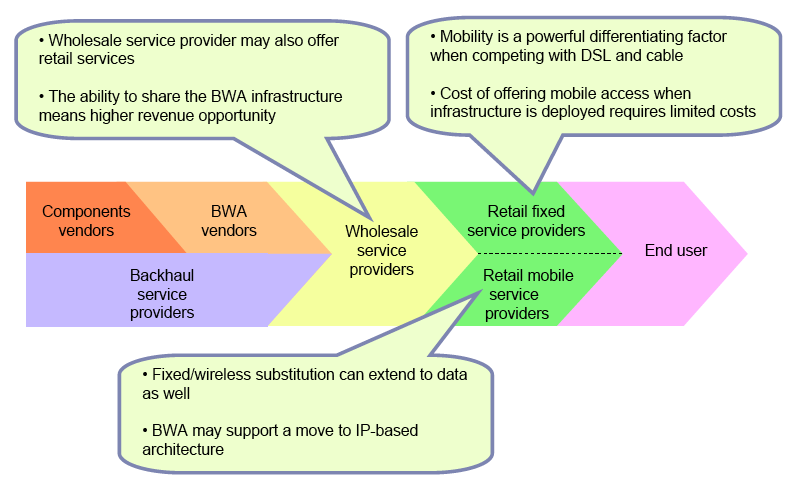 • Wholesale service provider may also offer
retail services
• The ability to share the BWA infrastructure
means higher revenue opportunity
• Mobility is a powerful differentiating factor
when competing with DSL and cable
• Cost of offering mobile access when
infrastructure is deployed requires limited costs
Components
vendors
BWA
vendors
Backhaul
service
providers
Wholesale
service
providers
Retail fixed
service providers
Retail mobile
service
providers
End user
• Fixed/wireless substitution can extend to data
as well
• BWA may support a move to IP-based
architecture